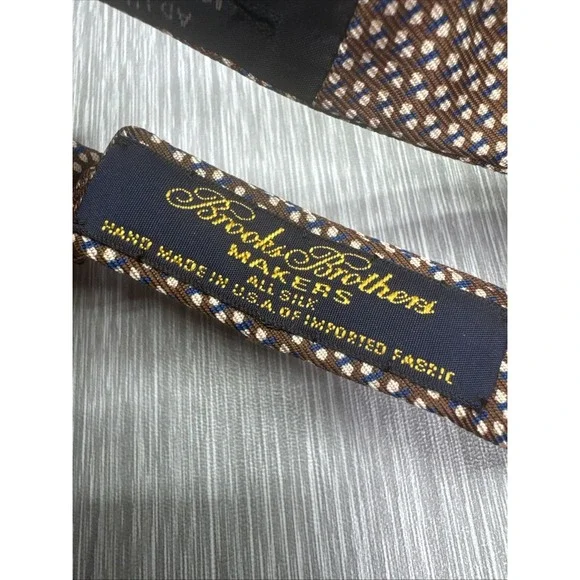 Brooks Brothers
MAKERS
ALL SILK
HAND MADE IN U.S.A. OF IMPORTED FABRIC